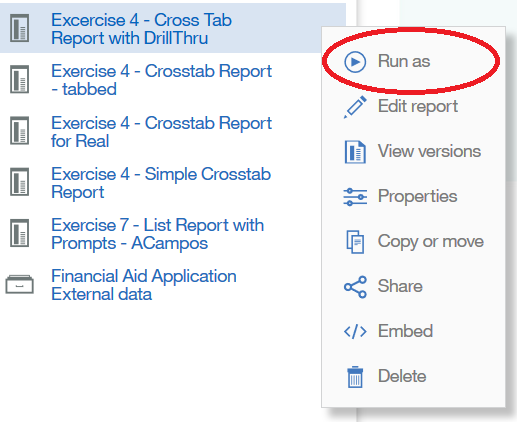 Excercise 4 - Cross Tab
Report with DrillThru
Exercise 4 - Crosstab Report
- tabbed
Exercise 4 - Crosstab Report
for Real
Exercise 4 - Simple Crosstab
Report
Exercise 7 - List Report with
Prompts - ACampos
Financial Aid Application
External data
Run as
Edit report
View versions
Properties
Copy or move
Share
Embed
Delete